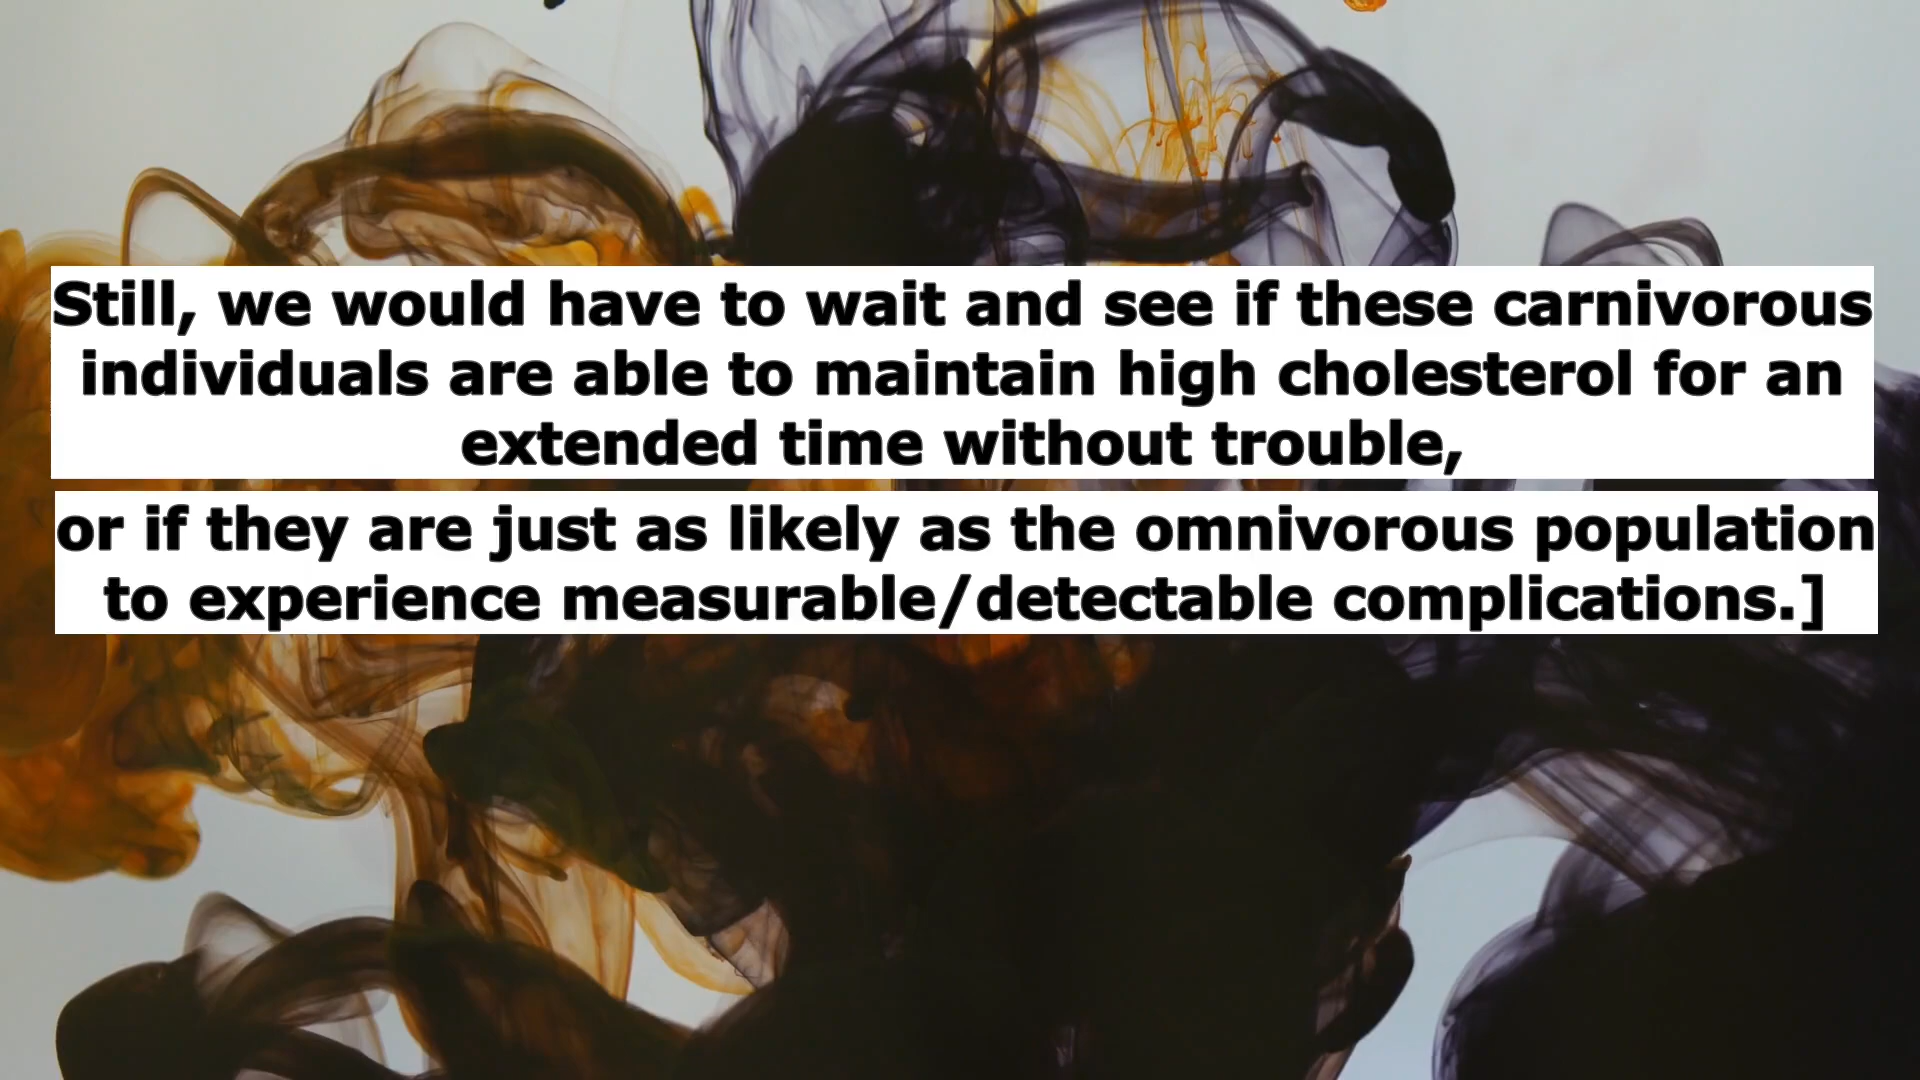 Still, we would have to wait and see if these carnivorous
individuals are able to maintain high cholesterol for an
extended time without trouble,
or if they are just as likely as the omnivorous population
to experience measurable/detectable complications.]